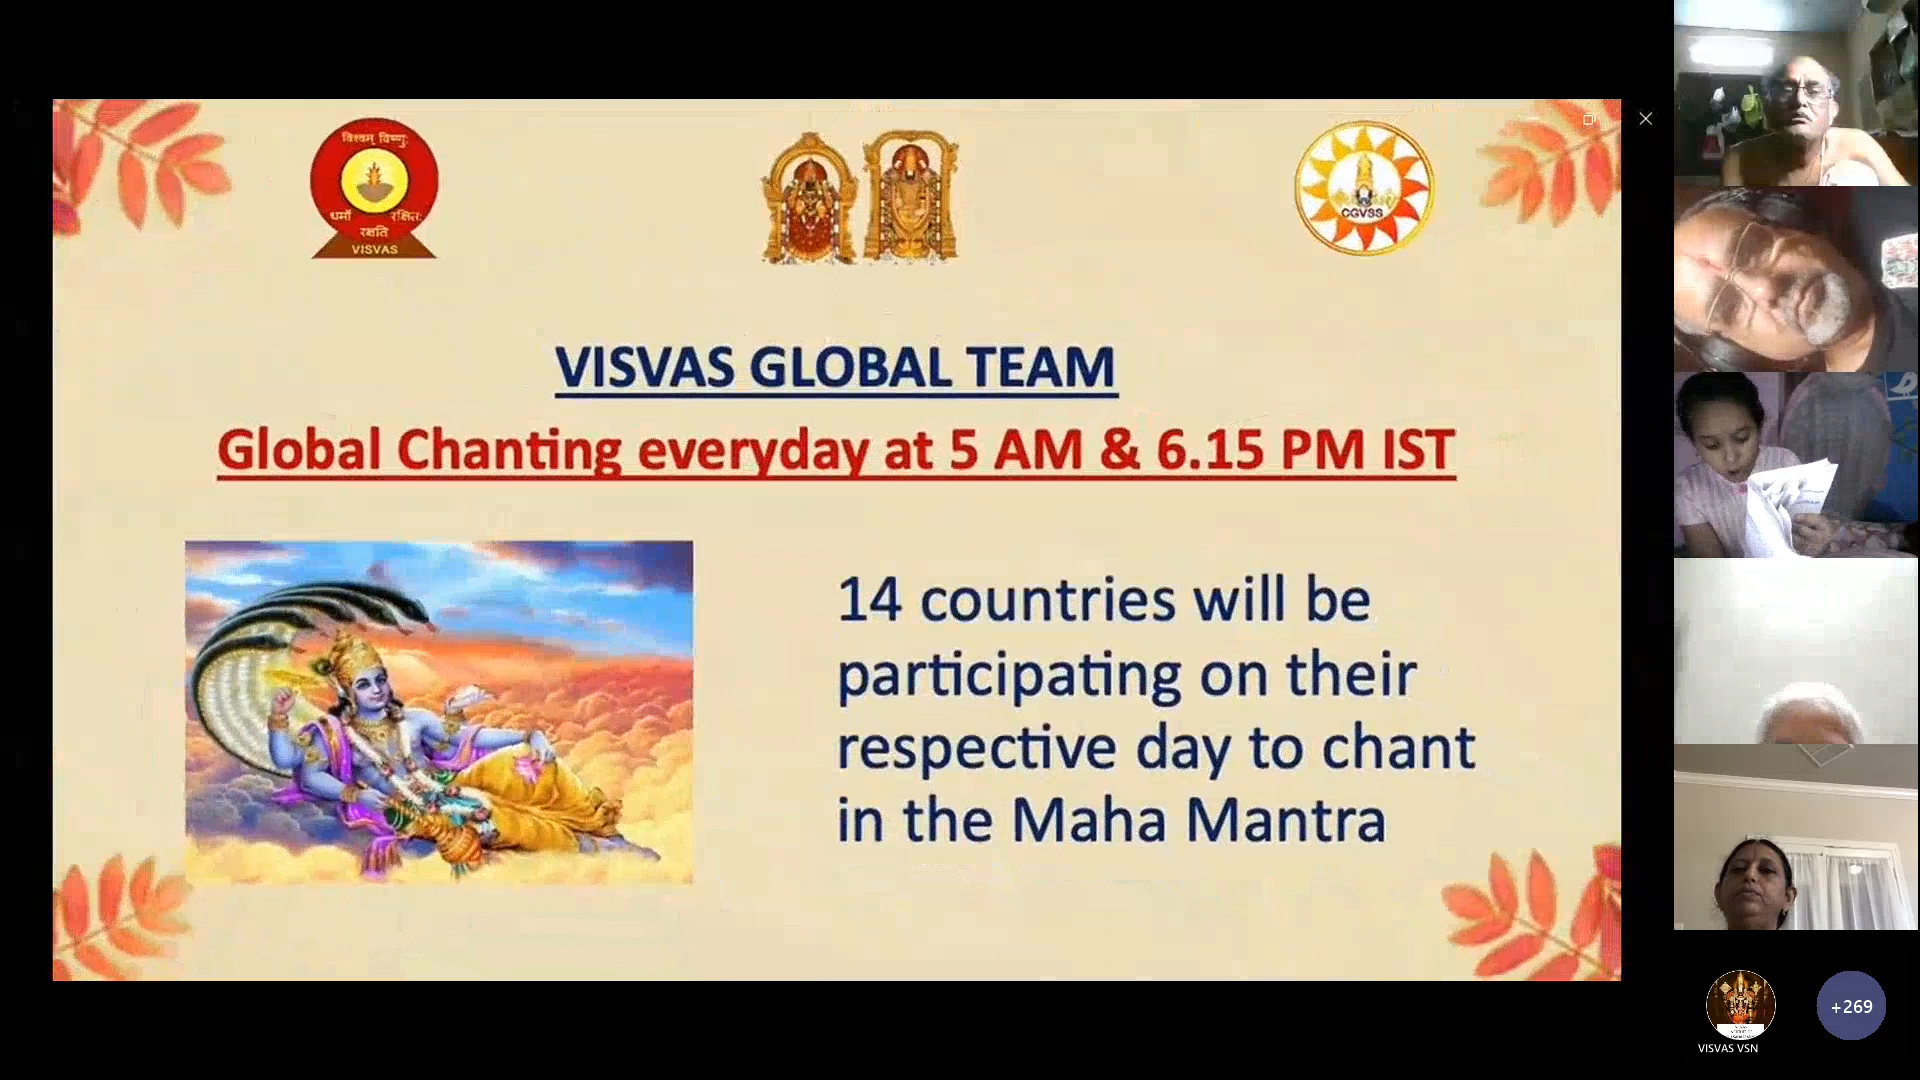 विश्वम् विष्णुः
धर्मो रक्षितः
रक्षति
VISVAS
CGVSS
VISVAS GLOBAL TEAM
Global Chanting everyday at 5 AM & 6.15 PM IST
14 countries will be
participating on their
respective day to chant
in the Maha Mantra
+269
VISVAS VSN